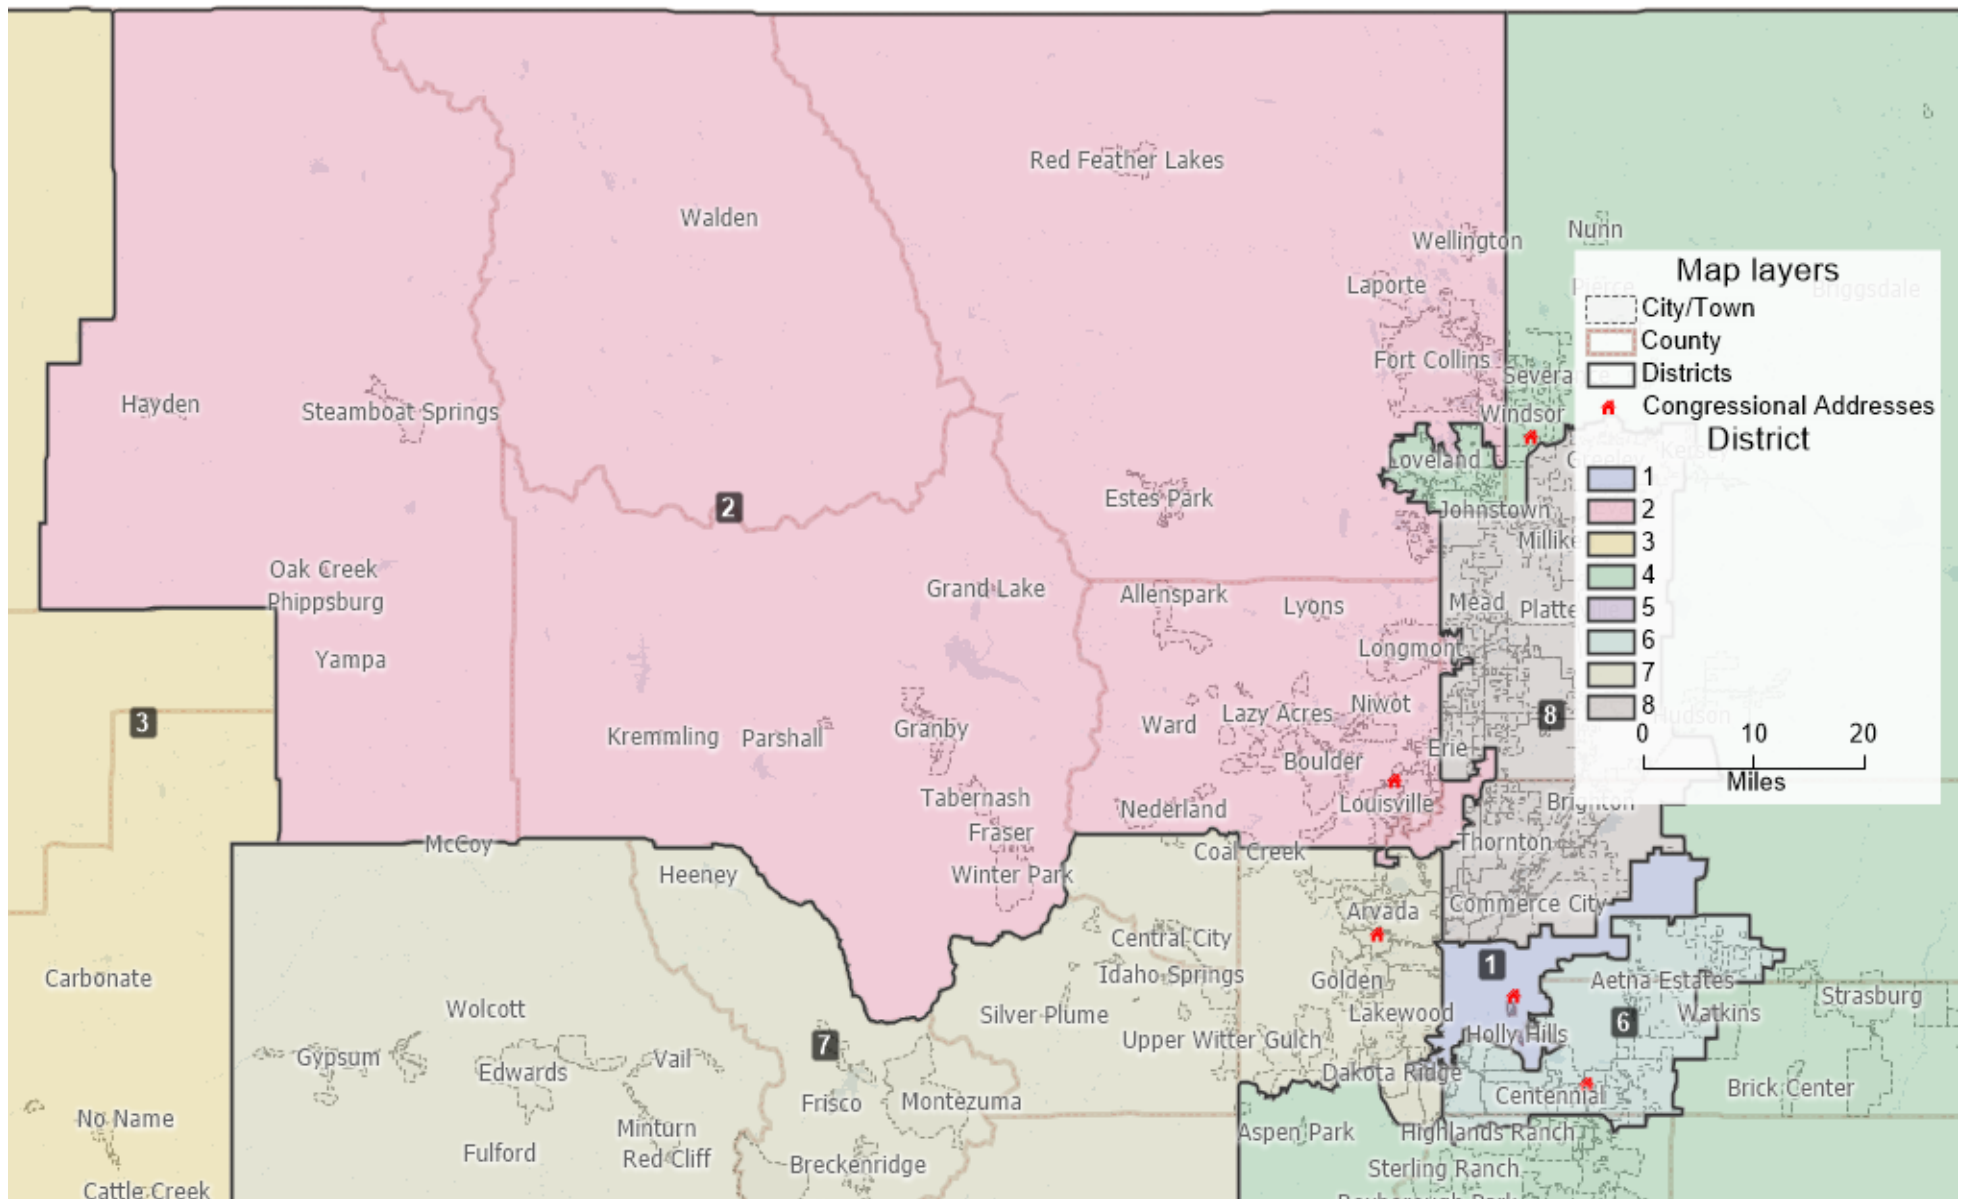 Red Feather Lakes
Walden
Nunn
Wellington
Map layers
Laporte
Pierce
Briggsdale
City/Town
County
Fort Collins
Districts
Hayden
Steamboat Springs
Windsor
Congressional Addresses
District
Loveland
Greeley
Kersey
1
Estes Park
2
2
Johnstown
3
Oak Creek
4
Grand Lake
Allenspark
Lyons
Mead
Phippsburg
5
Longmont
6
Yampa
7
Niwot
3
Kremmling
Parshall
Granby
Ward
Lazy Acres
8
8
Hudson
Erie
Boulder
0 10 20
Miles
Tabernash
Nederland
Louisville
Brighton
Fraser
McCoy
Coal Creek
Thornton
Heeney
Winter Park
Arvada
Commerce City
Central City
1
Carbonate
Idaho Springs
Golden
Aetna Estates
Strasburg
Wolcott
Silver Plume
Lakewood
Watkins
7
Upper Witter Gulch
Holly Hills
6
Gypsum
Edwards
Vail
Dakota Ridge
Brick Center
Frisco
Montezuma
Centennial
No Name
Minturn
Aspen Park
Highlands Ranch
Fulford
Red Cliff
Breckenridge
Sterling Ranch
Cattle Creek